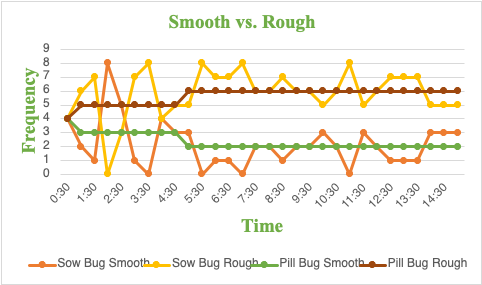 Smooth vs. Rough
9
8
7
6
5
4
3
2
1
0
Frequency
0:30 1:30 2:30 3:30 4:30 5:30 6:30 7:30 8:30 9:30 10:30 11:30 12:30 13:30 14:30
Time
Sow Bug Smooth Sow Bug Rough Pill Bug Smooth Pill Bug Rough